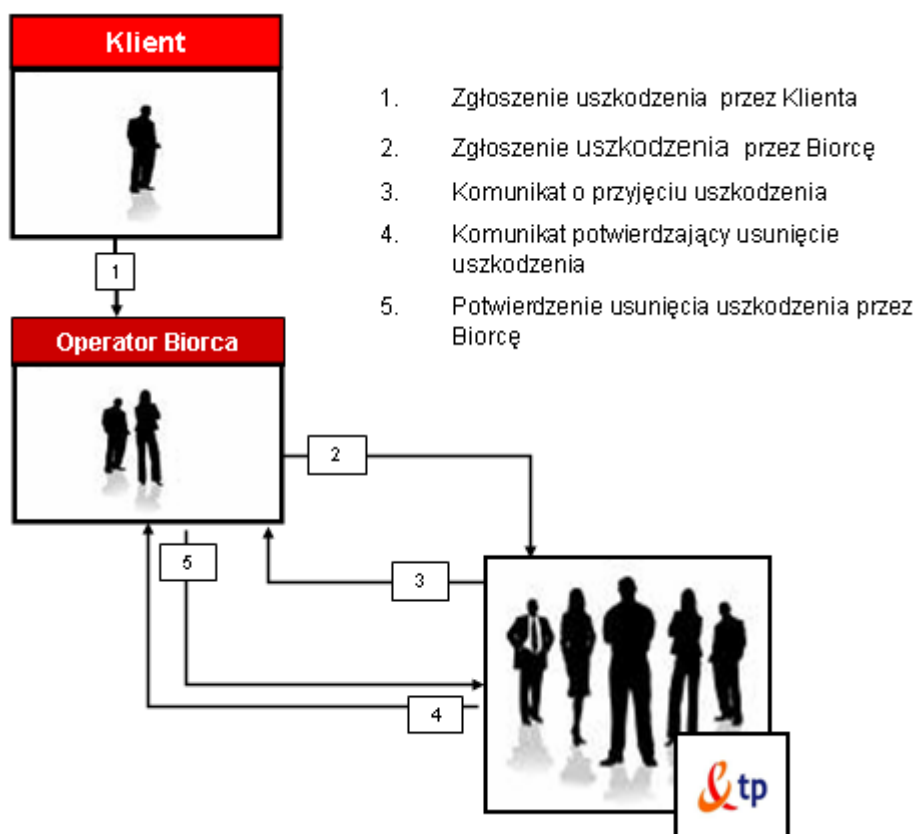 Klient
1. Zgłoszenie uszkodzenia przez Klienta
2. Zgłoszenie uszkodzenia przez Biorcę
3. Komunikat o przyjęciu uszkodzenia
4. Komunikat potwierdzający usunięcie
uszkodzenia
5. Potwierdzenie usunięcia uszkodzenia przez
Biorcę
1
Operator Biorca
2
5
3
4
tp